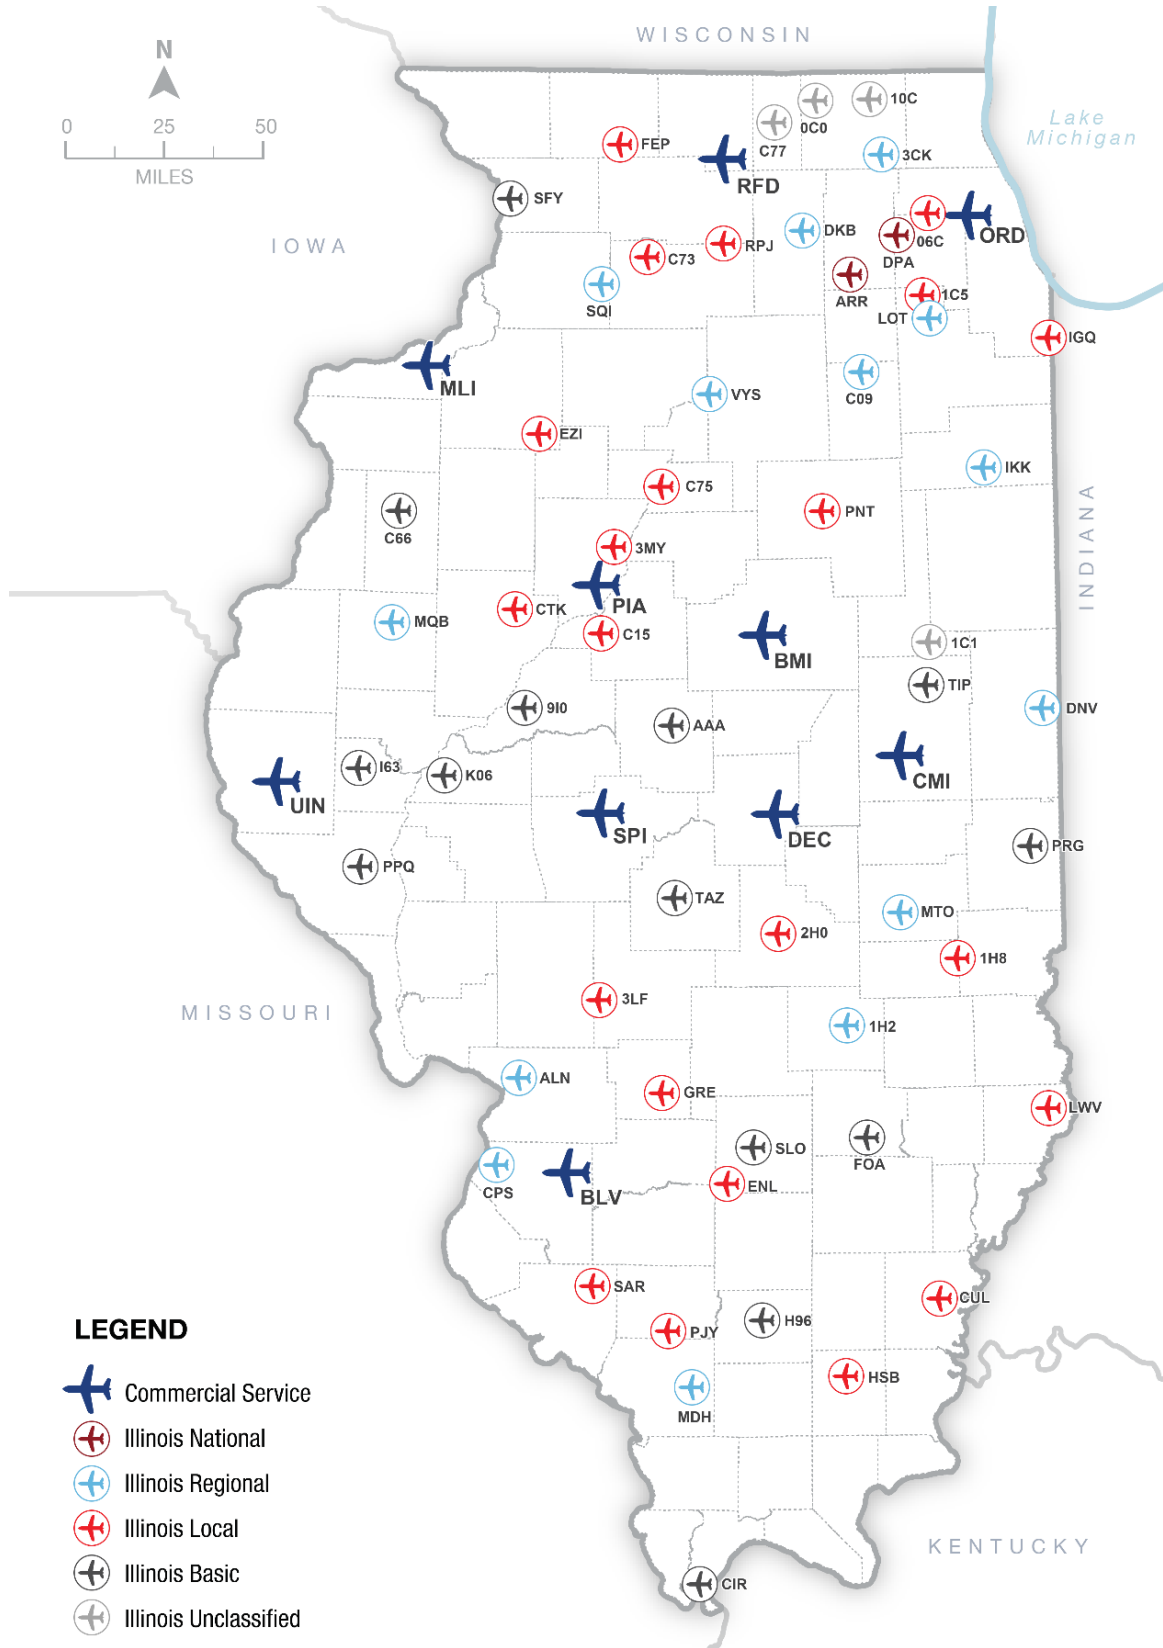 WISCONSIN
N
0 25 50
MILES
Lake
Michigan
10C
0C0
C77
FEP
3CK
RFD
SFY
IOWA
DKB
ORD
06C
RPJ
DPA
C73
ARR
1C5
SQI
LOT
IGQ
MLI
VYS
C09
EZI
IKK
C75
PNT
INDIANA
C66
3MY
PIA
CTK
MQB
C15
BMI
1C1
TIP
9I0
DNV
AAA
I63
K06
CMI
UIN
SPI
DEC
PRG
PPQ
TAZ
MTO
2H0
1H8
3LF
MISSOURI
1H2
ALN
GRE
LWV
SLO
FOA
CPS
ENL
BLV
SAR
CUL
H96
PJY
LEGEND
HSB
Commercial Service
MDH
Illinois National
Illinois Regional
Illinois Local
KENTUCKY
Illinois Basic
CIR
Illinois Unclassified